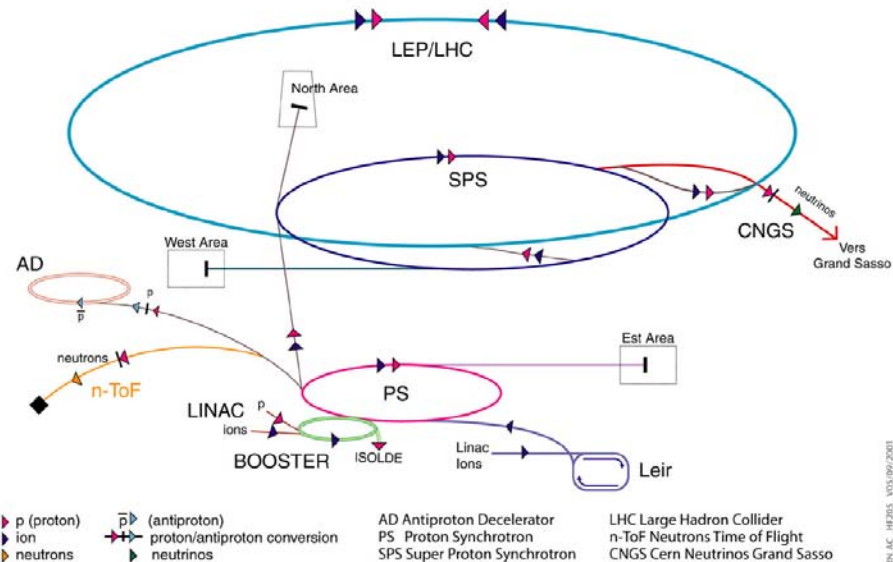 LEP/LHC
North Area
SPS
neutrinos
CNGS
Vers
Grand Sasso
West Area
AD
p
p̅
neutrons
n-ToF
Est Area
PS
LINAC
p
ions
BOOSTER
ISOLDE
Linac
Ions
Leir
p (proton)
ion
neutrons
p̅ (antiproton)
proton/antiproton conversion
neutrinos
AD Antiproton Decelerator
PS Proton Synchrotron
SPS Super Proton Synchrotron
LHC Large Hadron Collider
n-ToF Neutrons Time of Flight
CNGS Cern Neutrinos Grand Sasso